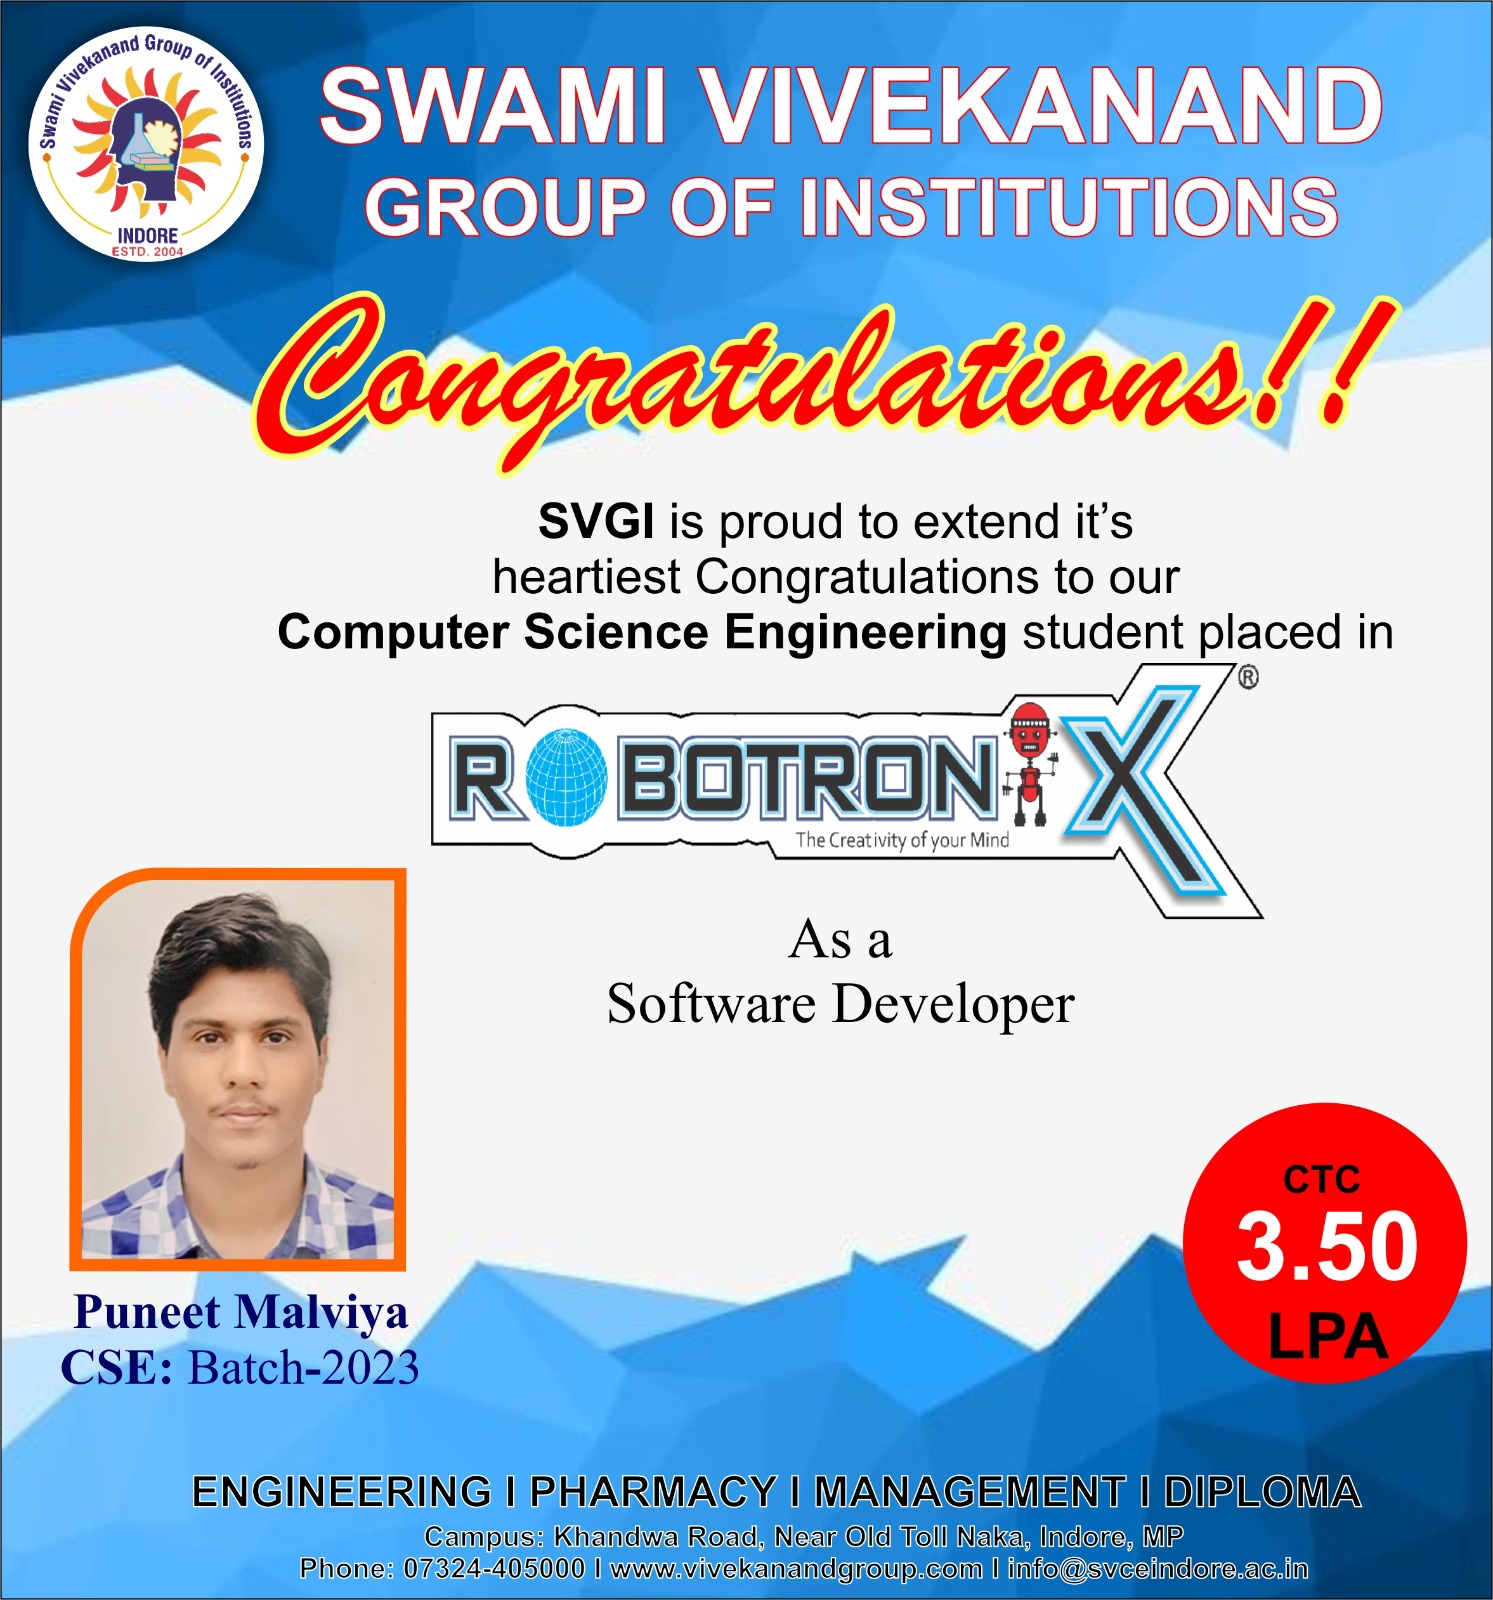 Swami Vivekanand Group of Institutions
INDORE
ESTD. 2004
SWAMI VIVEKANAND
GROUP OF INSTITUTIONS
Congratulations!!
SVGI is proud to extend it’s
heartiest Congratulations to our
Computer Science Engineering student placed in
ROBOTRONIX®
The Creativity of your Mind
As a
Software Developer
Puneet Malviya
CSE: Batch-2023
CTC
3.50
LPA
ENGINEERING I PHARMACY I MANAGEMENT I DIPLOMA
Campus: Khandwa Road, Near Old Toll Naka, Indore, MP
Phone: 07324-405000 I www.vivekanandgroup.com I info@svceindore.ac.in